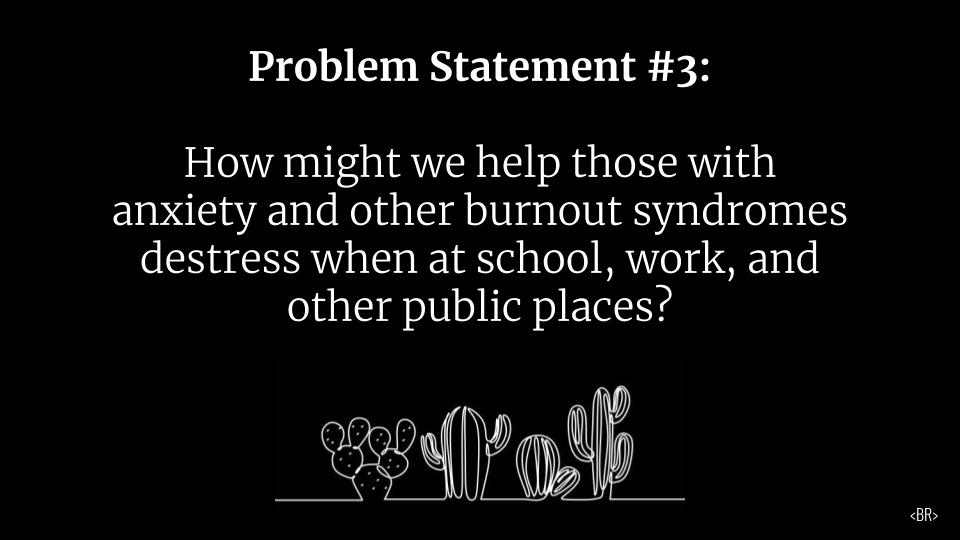 Problem Statement #3:
How might we help those with
anxiety and other burnout syndromes
destress when at school, work, and
other public places?
<BR>